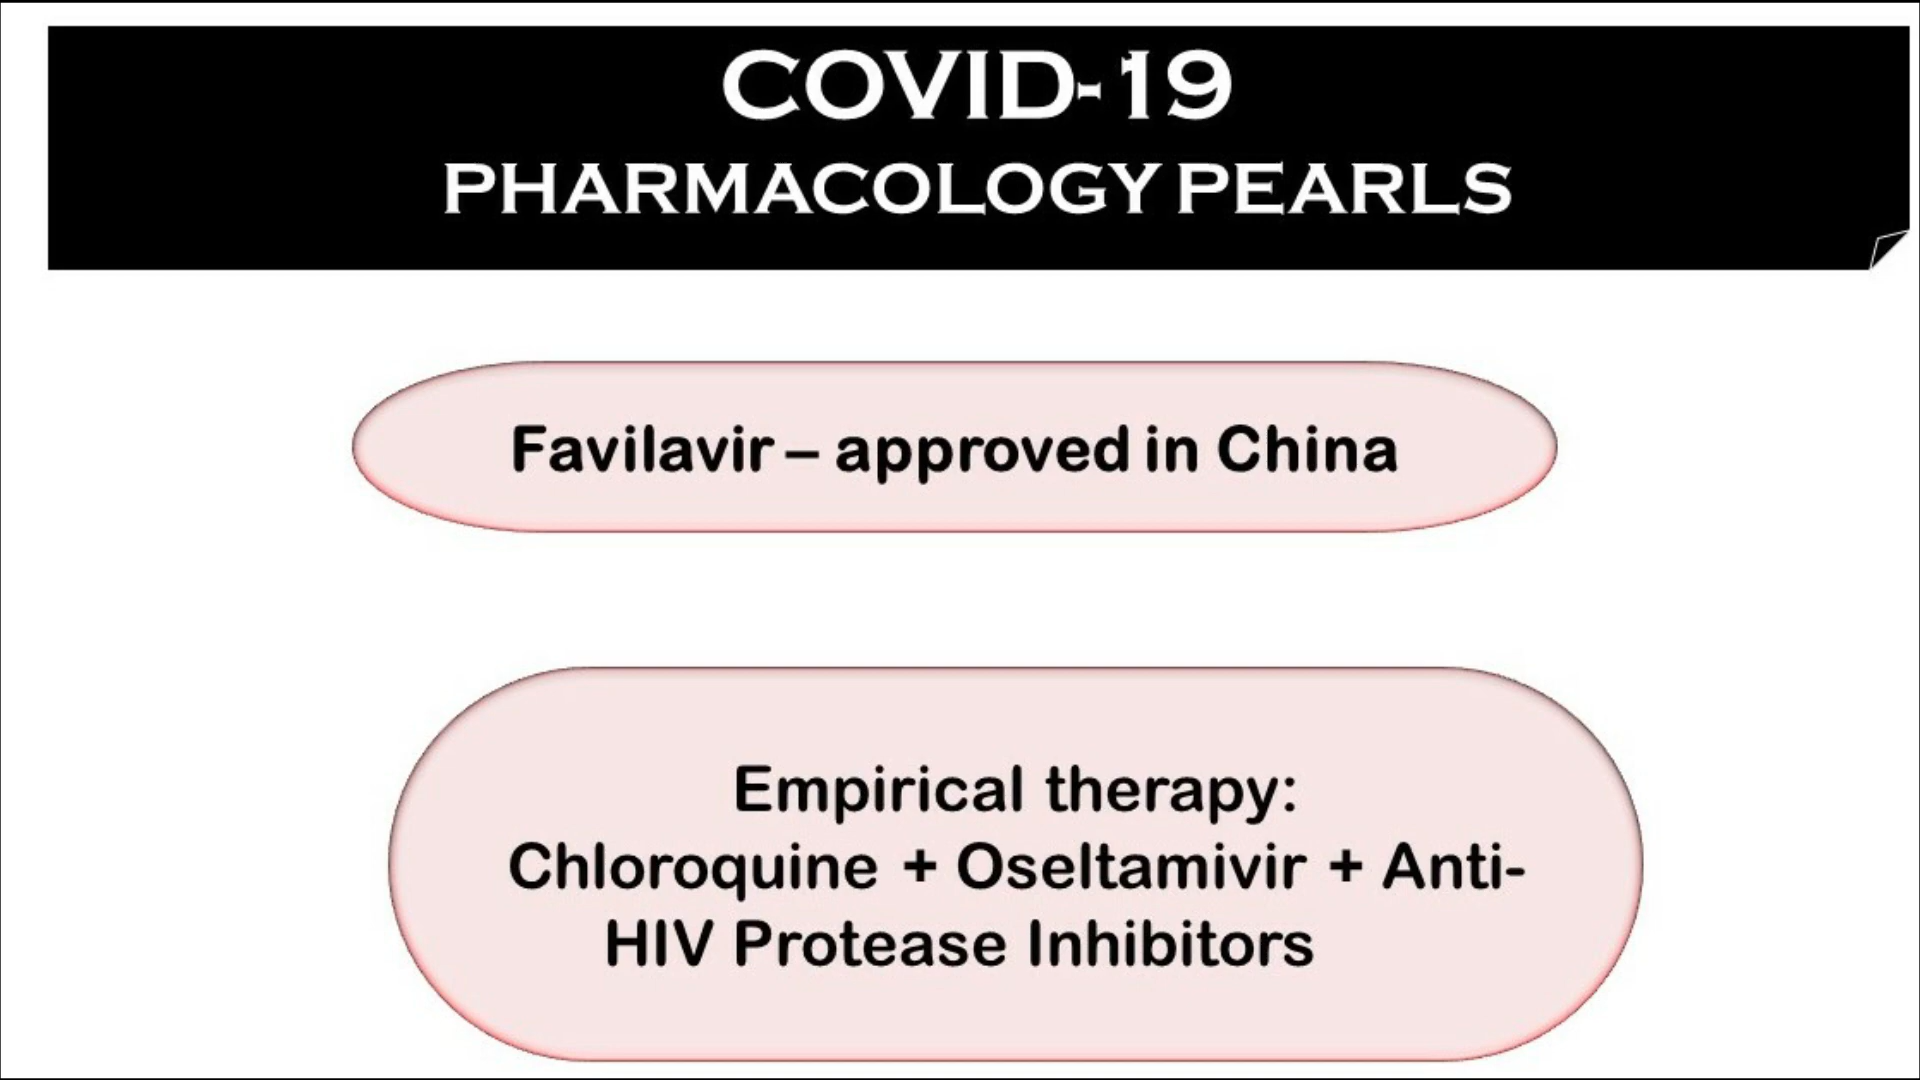 COVID-19
PHARMACOLOGY PEARLS
Favilavir – approved in China
Empirical therapy:
Chloroquine + Oseltamivir + Anti-
HIV Protease Inhibitors